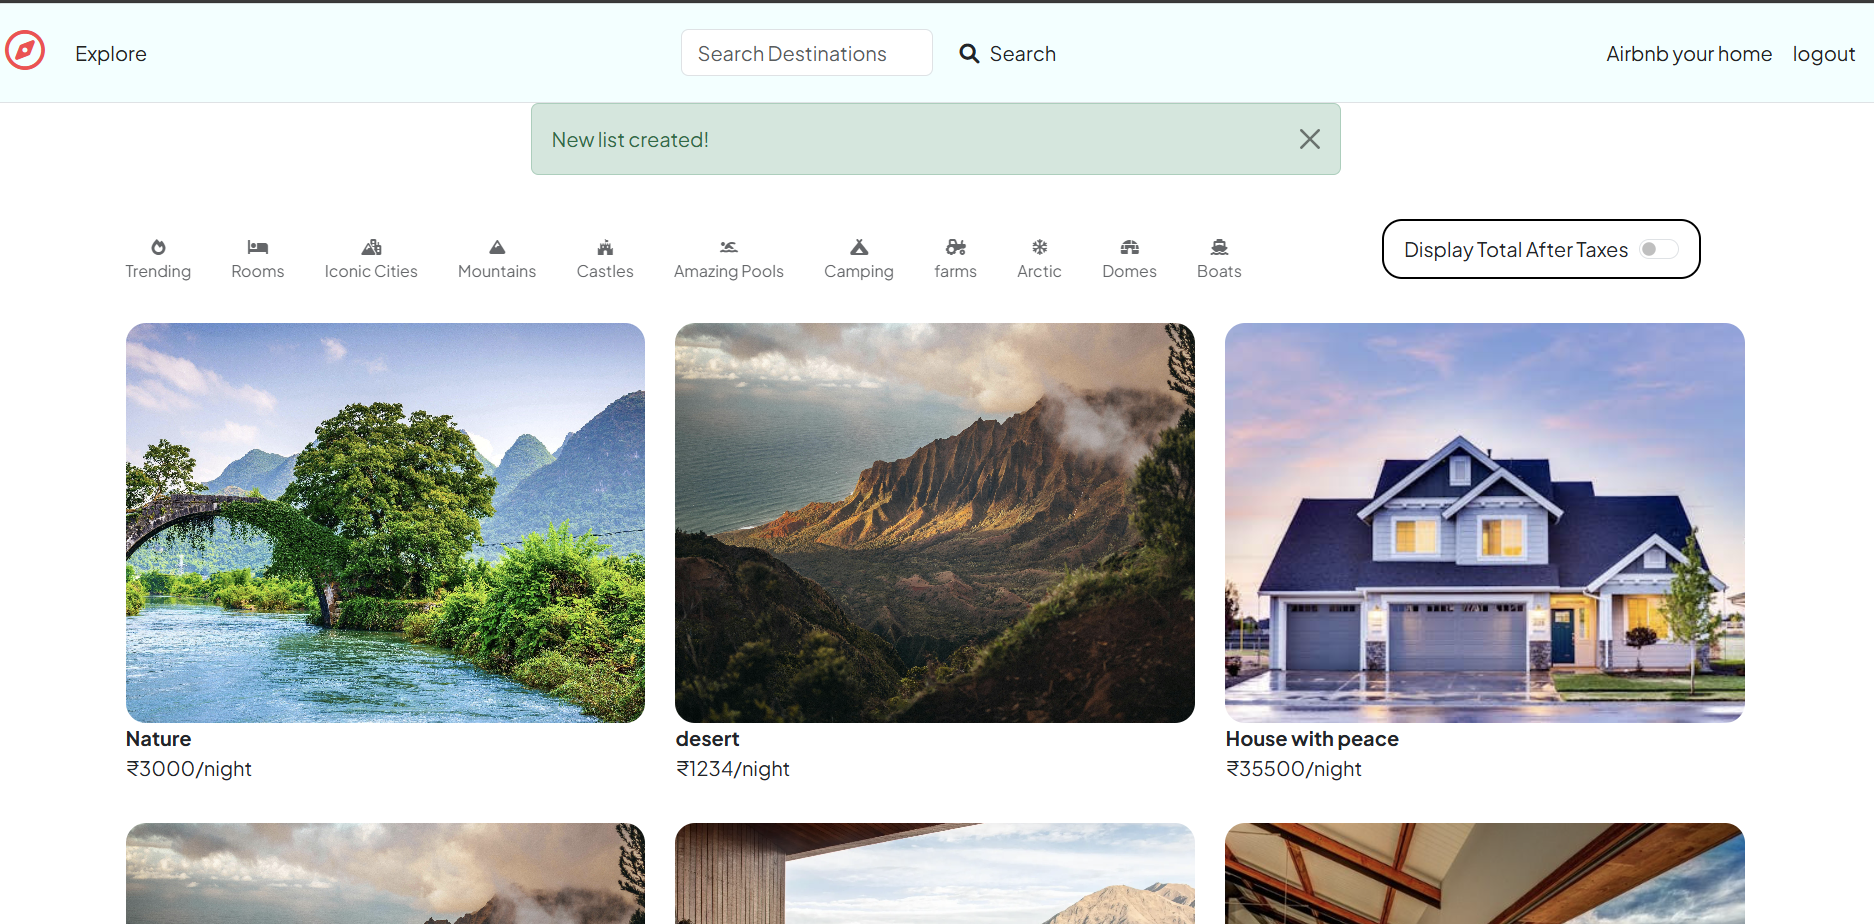 Explore
Search Destinations
Search
Airbnb your home
logout
New list created!
Trending
Rooms
Iconic Cities
Mountains
Castles
Amazing Pools
Camping
farms
Arctic
Domes
Boats
Display Total After Taxes
Nature
₹3000/night
desert
₹1234/night
House with peace
₹35500/night